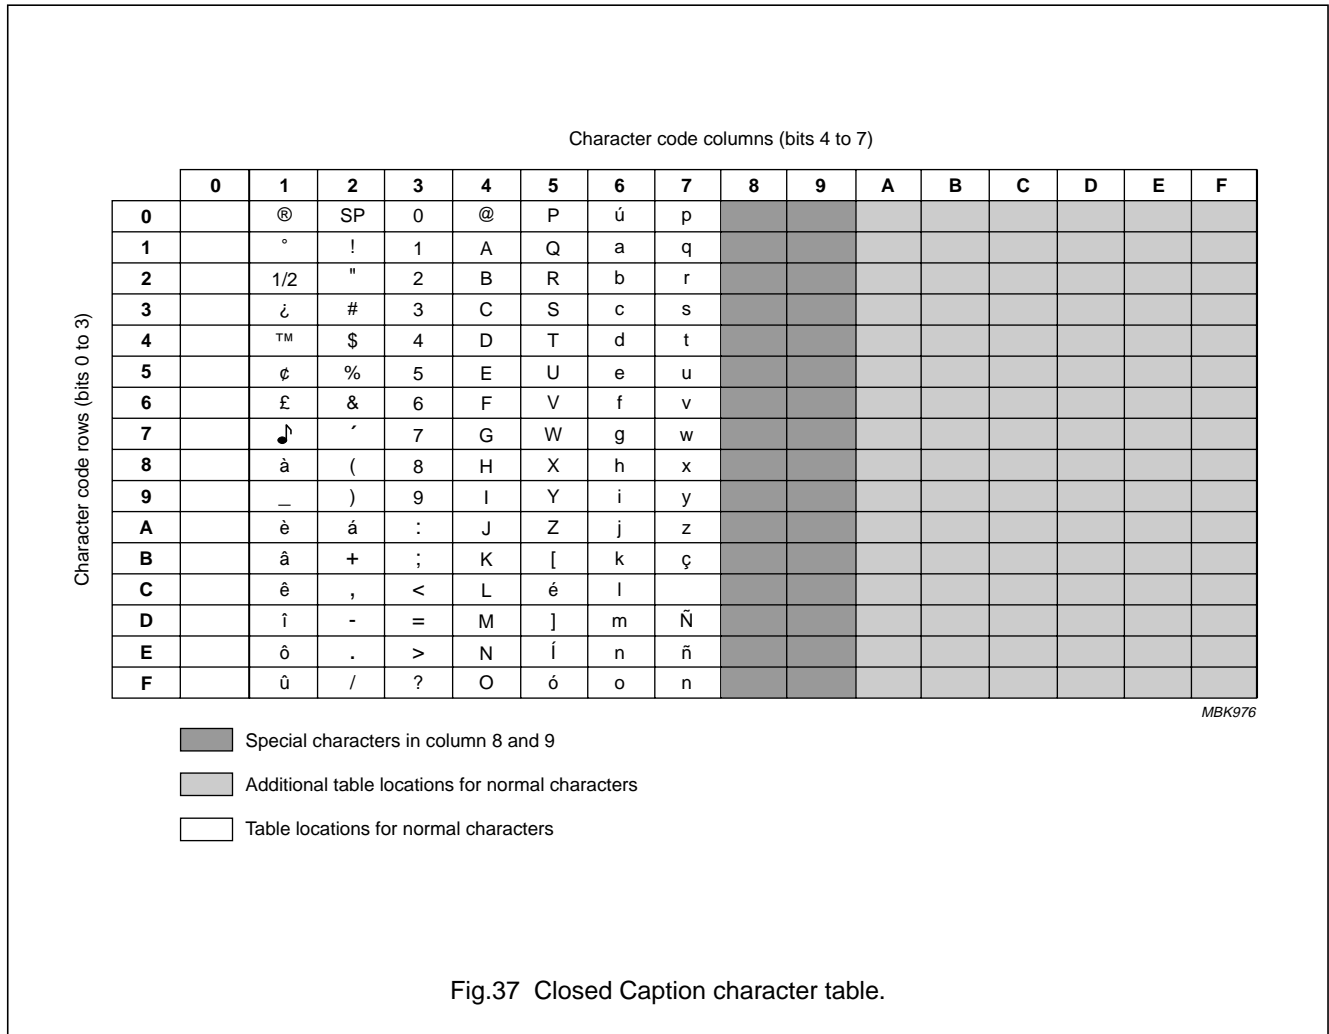 Character code columns (bits 4 to 7)
0 1 2 3 4 5 6 7 8 9 A B C D E F
Character code rows (bits 0 to 3)
0 ® SP 0 @ P ú p
1 ° ! 1 A Q a q
2 1/2 " 2 B R b r
3 ¿ # 3 C S c s
4 ™ $ 4 D T d t
5 ¢ % 5 E U e u
6 £ & 6 F V f v
7 ♪ ´ 7 G W g w
8 à ( 8 H X h x
9 _ ) 9 I Y i y
A è á : J Z j z
B â + ; K [ k ç
C ê , < L é l
D î - = M ] m Ñ
E ô . > N Í n ñ
F û / ? O ó o n
MBK976
Special characters in column 8 and 9
Additional table locations for normal characters
Table locations for normal characters
Fig.37 Closed Caption character table.